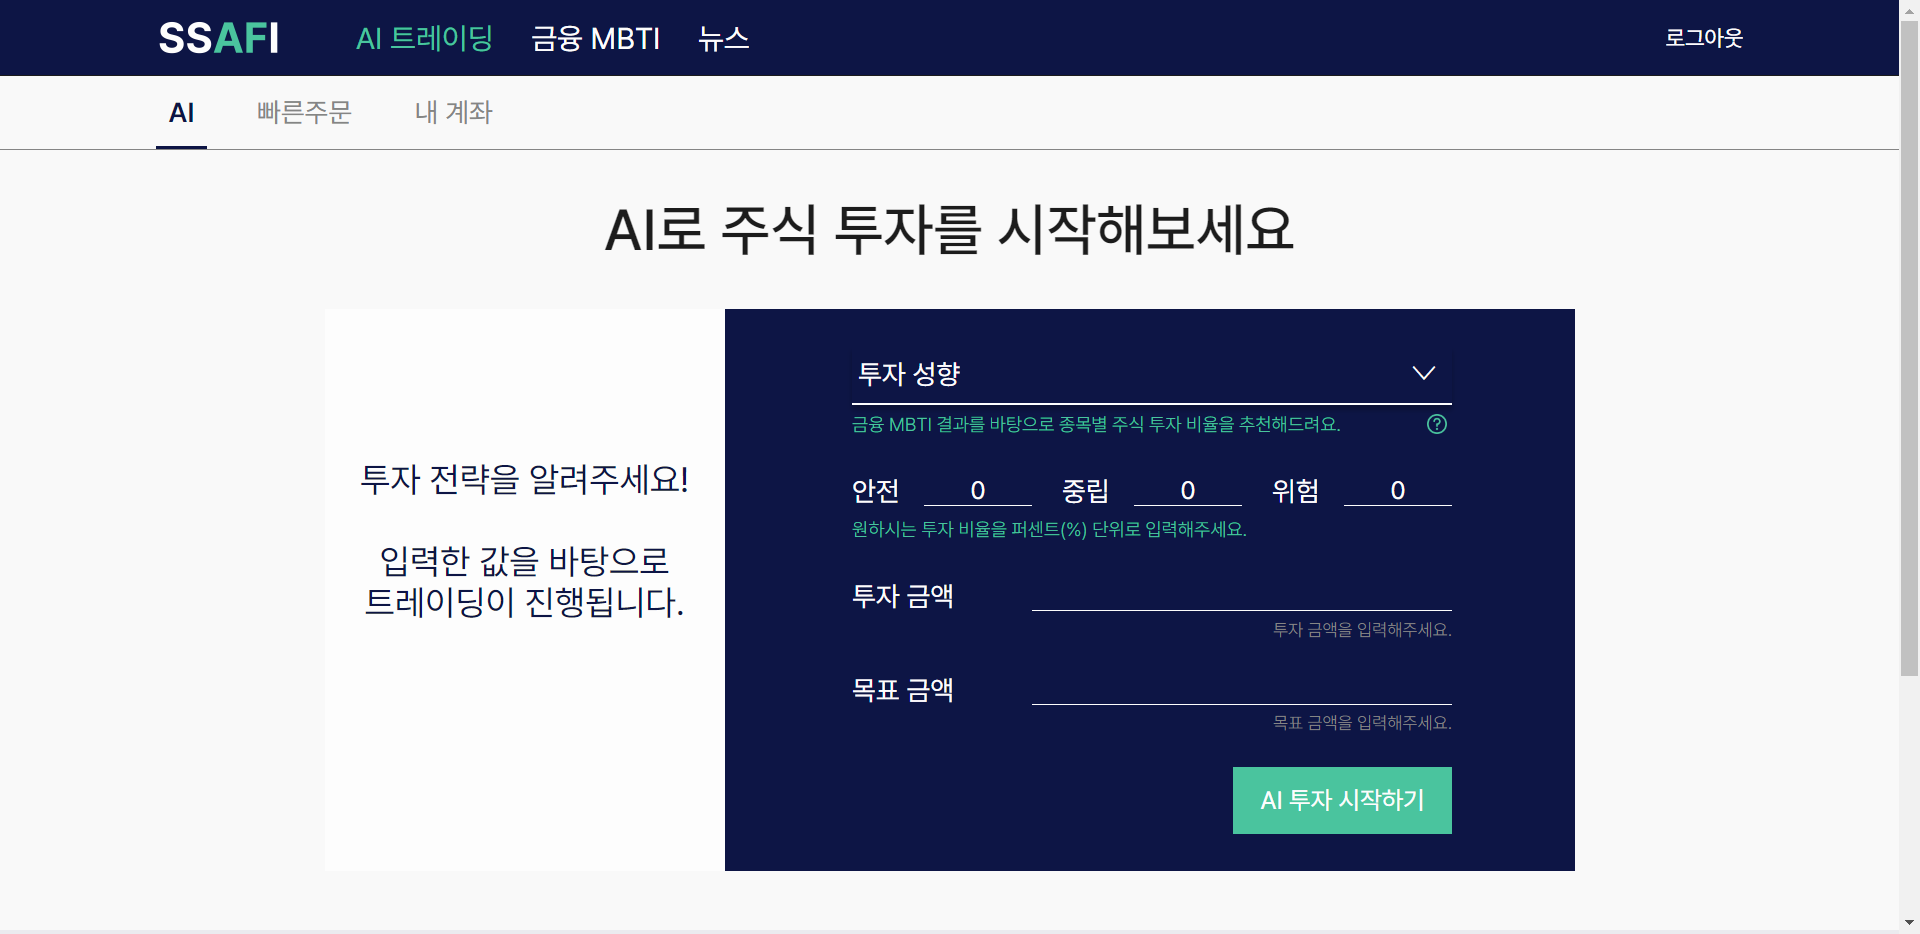 SSAFI
AI 트레이딩
금융 MBTI
뉴스
로그아웃
AI
빠른주문
내 계좌
AI로 주식 투자를 시작해보세요
투자 전략을 알려주세요!
입력한 값을 바탕으로
트레이딩이 진행됩니다.
투자 성향
금융 MBTI 결과를 바탕으로 종목별 주식 투자 비율을 추천해드려요.
?
안전 0 중립 0 위험 0
원하시는 투자 비율을 퍼센트(%) 단위로 입력해주세요.
투자 금액
투자 금액을 입력해주세요.
목표 금액
목표 금액을 입력해주세요.
AI 투자 시작하기